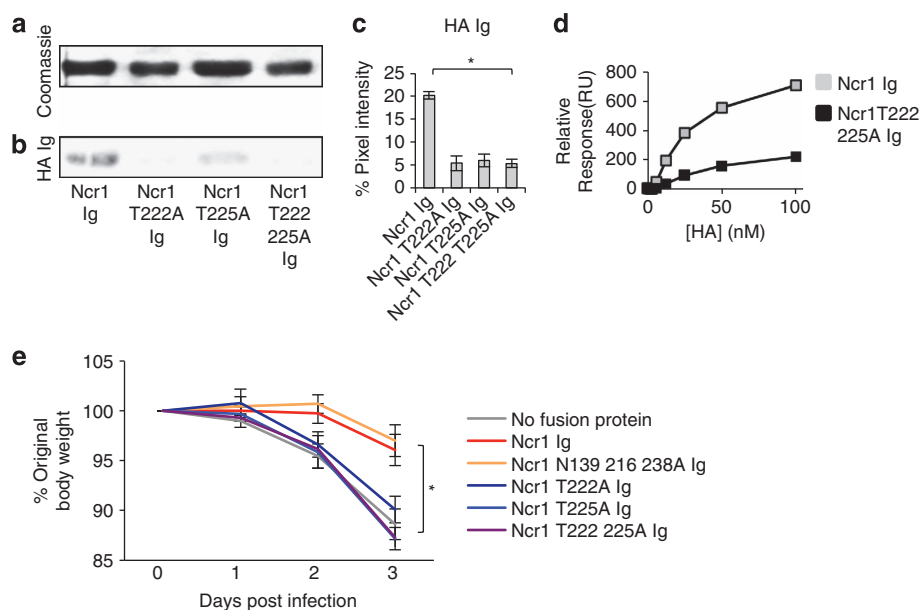 a
Coomassie
b
HA Ig
Ncr1
Ig
Ncr1
T222A
Ig
Ncr1
T225A
Ig
Ncr1
T222
225A
Ig
c
HA Ig
*
% Pixel intensity
25
20
15
10
5
0
Ncr1 Ig
Ncr1 T222A Ig
Ncr1 T225A Ig
Ncr1 T222 T225A Ig
d
Relative
Response(RU)
800
600
400
200
0
0
50
100
[HA] (nM)
Ncr1 Ig
Ncr1T222
225A Ig
e
% Original
body weight
105
100
95
90
85
0
1
2
3
Days post infection
*
No fusion protein
Ncr1 Ig
Ncr1 N139 216 238A Ig
Ncr1 T222A Ig
Ncr1 T225A Ig
Ncr1 T222 225A Ig